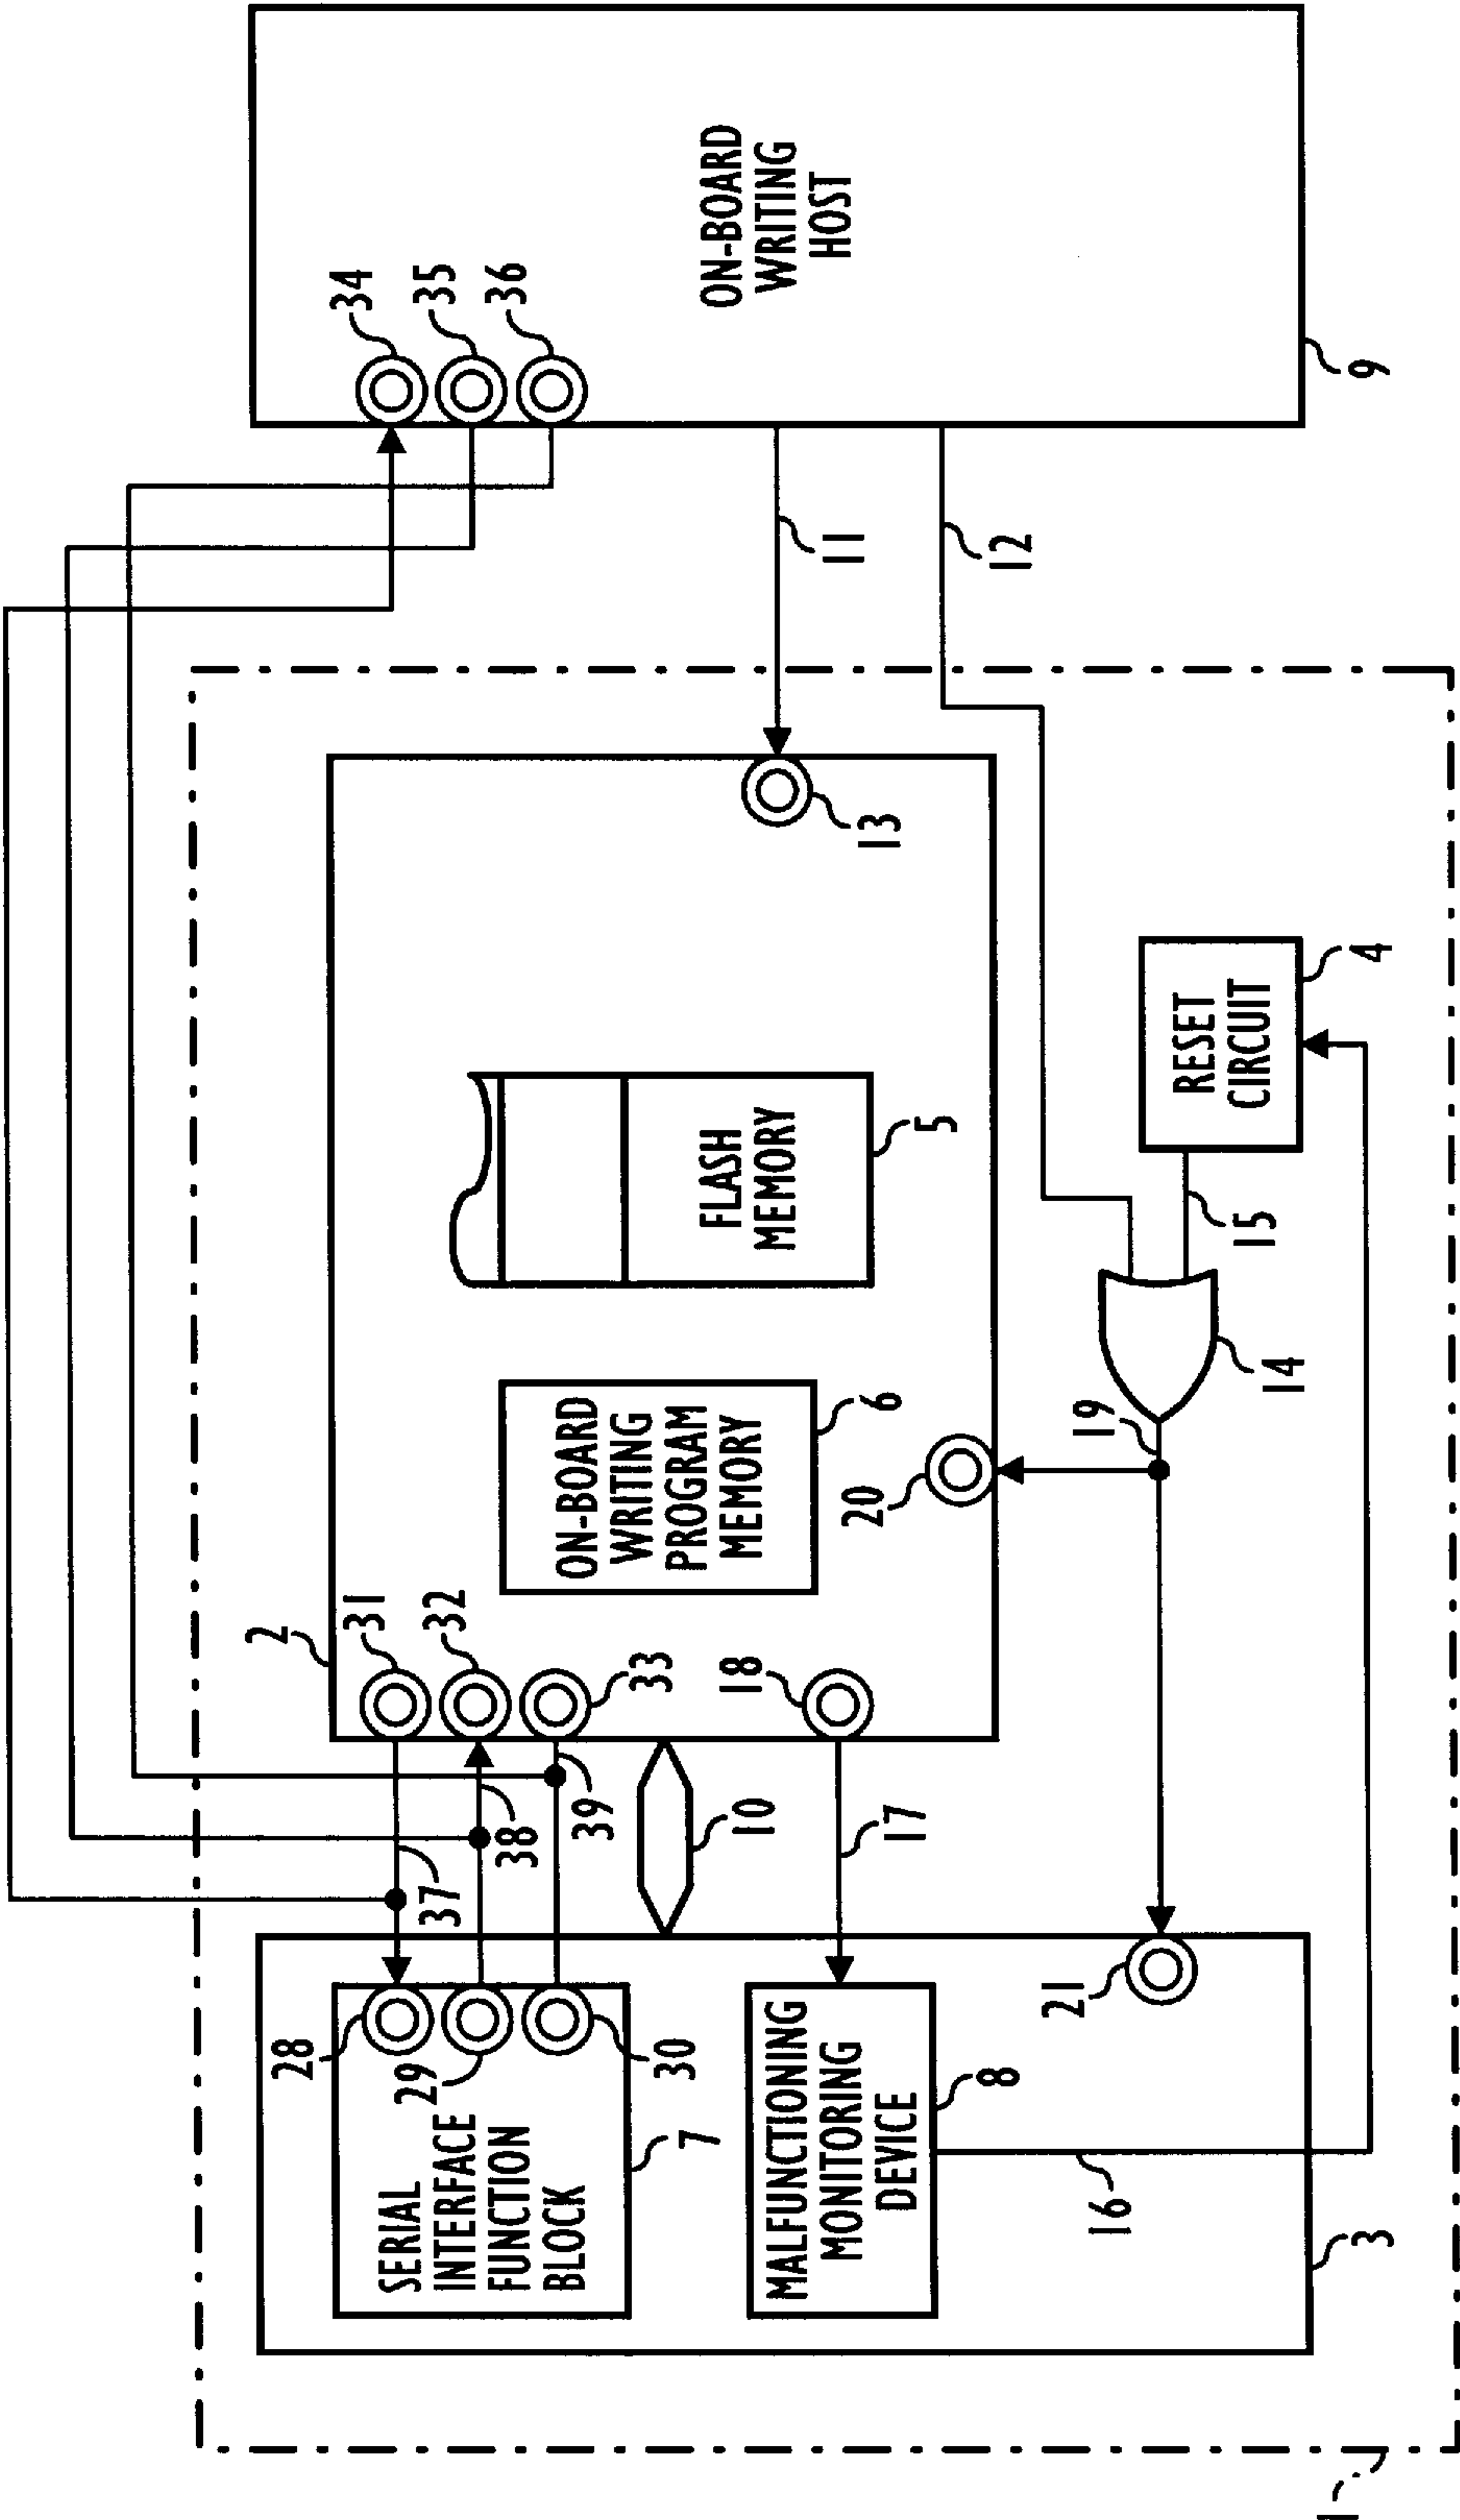 34
35
36
ON-BOARD
WRITING
HOST
9
11
12
13
RESET
CIRCUIT
4
FLASH
MEMORY
5
15
14
19
ON-BOARD
WRITING
PROGRAM
MEMORY
6
20
2
31
32
33
18
37
38
39
10
17
28
29
30
SERIAL
INTERFACE
FUNCTION
BLOCK
7
MALFUNCTIONING
MONITORING
DEVICE
8
21
16
3
1